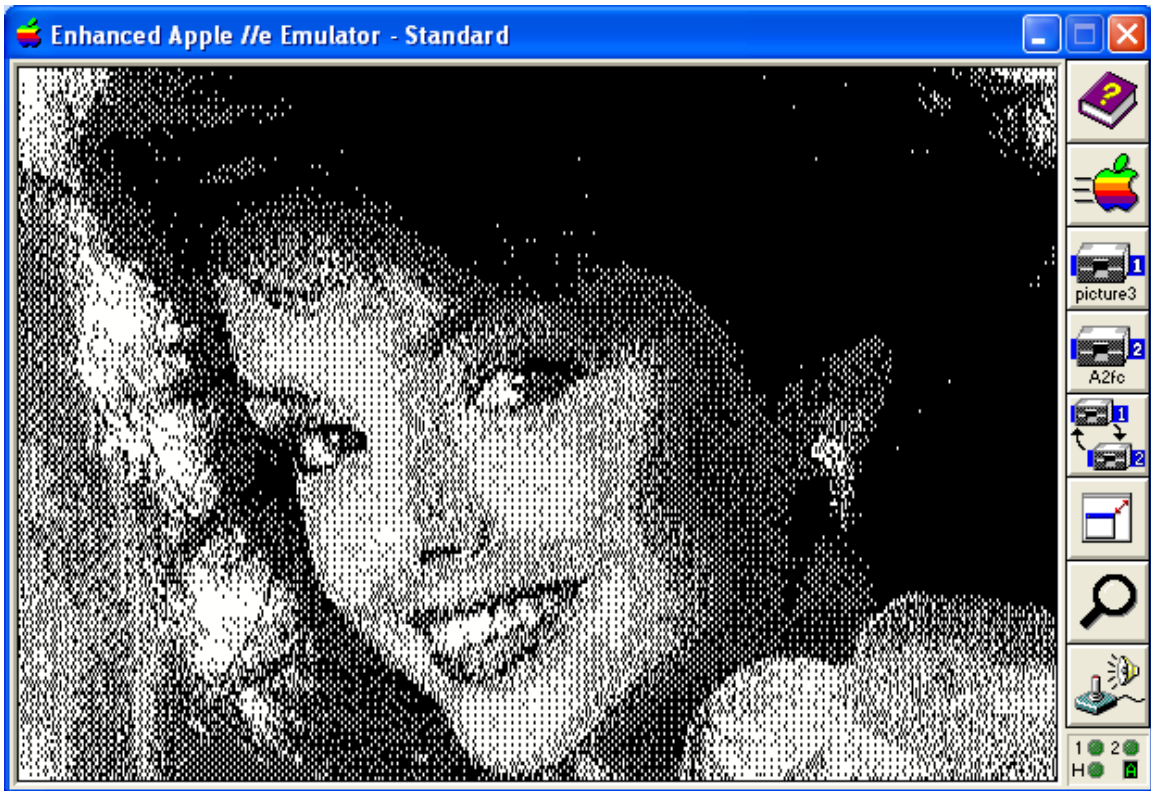 Enhanced Apple //e Emulator - Standard
?
1
picture3
2
A2fc
1
2
1 2
H A